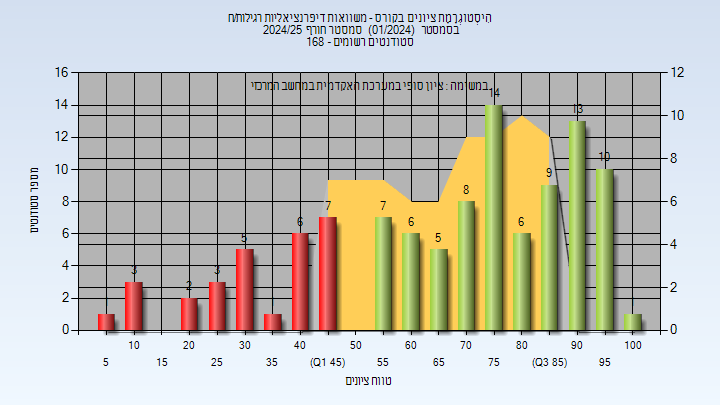 היסטוגרמת ציונים בקורס - משוואות דיפרנציאליות רגילות/ח
בסמסטר (01/2024) סמסטר חורף 2024/25
סטודנטים רשומים - 168
במשימה : ציון סופי במערכת האקדמית במחשב המרכזי
מספר סטודנטים
16 14 12 10 8 6 4 2 0
3 2 3 5 6 7 7 6 5 8 14 6 9 13 10
12 10 8 6 4 2 0
10 20 30 40 50 60 70 80 90 100
5 15 25 35 (Q1 45) 55 65 75 (Q3 85) 95
טווח ציונים